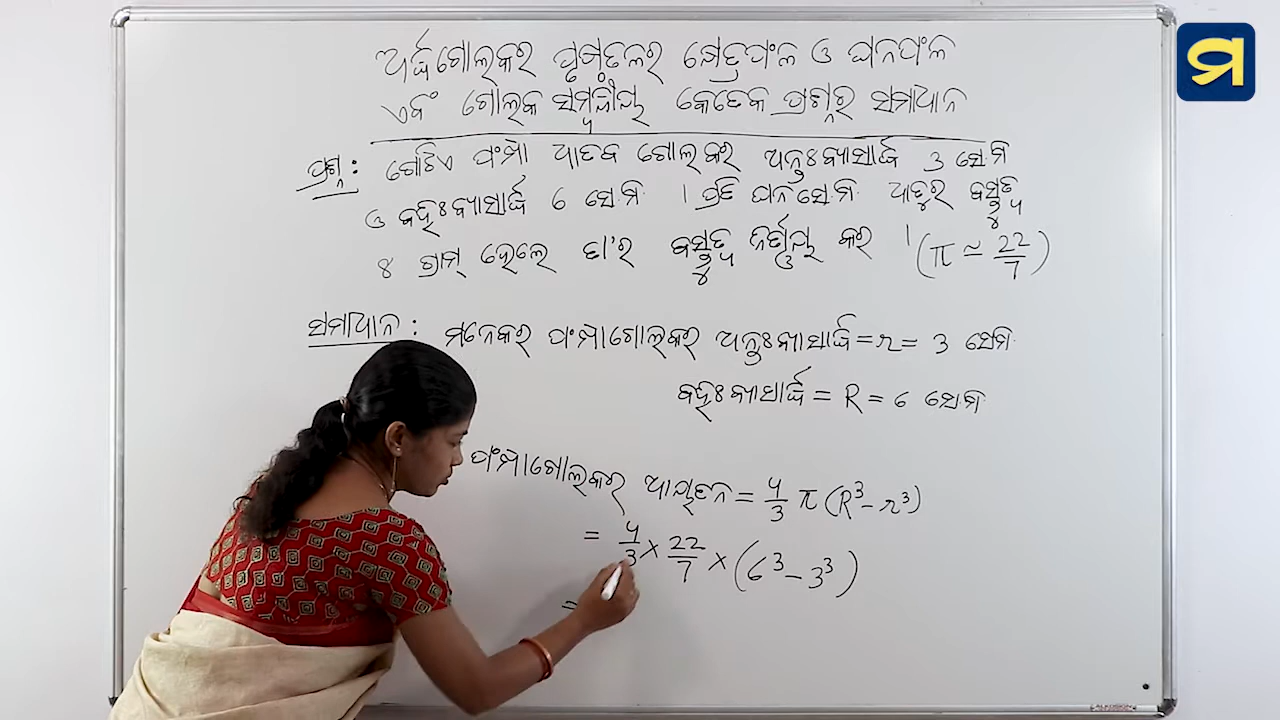 ମ
ଅର୍ଦ୍ଧଗୋଲକର ପୃଷ୍ଠତଳର କ୍ଷେତ୍ରଫଳ ଓ ଘନଫଳ
ଏବଂ ଗୋଲକ ସମ୍ବନ୍ଧୀୟ କେତେକ ପ୍ରଶ୍ନର ସମାଧାନ
ପ୍ରଶ୍ନ : ଗୋଟିଏ ଫମ୍ପା ଧାତବ ଗୋଲକର ଅନ୍ତଃବ୍ୟାସାର୍ଦ୍ଧ 3 ସେ.ମି
ଓ ବହିଃବ୍ୟାସାର୍ଦ୍ଧ 6 ସେ.ମି । ପ୍ରତି ଘନ ସେ.ମି ଧାତୁର ବସ୍ତୁତ୍ୱ
୪ ଗ୍ରାମ୍ ହେଲେ ତା'ର ବସ୍ତୁତ୍ୱ ନିର୍ଣ୍ଣୟ କର । (π ≃ 22/7)
ସମାଧାନ : ମନେକର ଫମ୍ପାଗୋଲକର ଅନ୍ତଃବ୍ୟାସାର୍ଦ୍ଧ = r = 3 ସେମି.
ବହିଃବ୍ୟାସାର୍ଦ୍ଧ = R = 6 ସେ.ମି.
ଫମ୍ପାଗୋଲକର ଆୟତନ = 4/3 π (R³ – r³)
= 4/3 × 22/7 × (6³ – 3³)
=